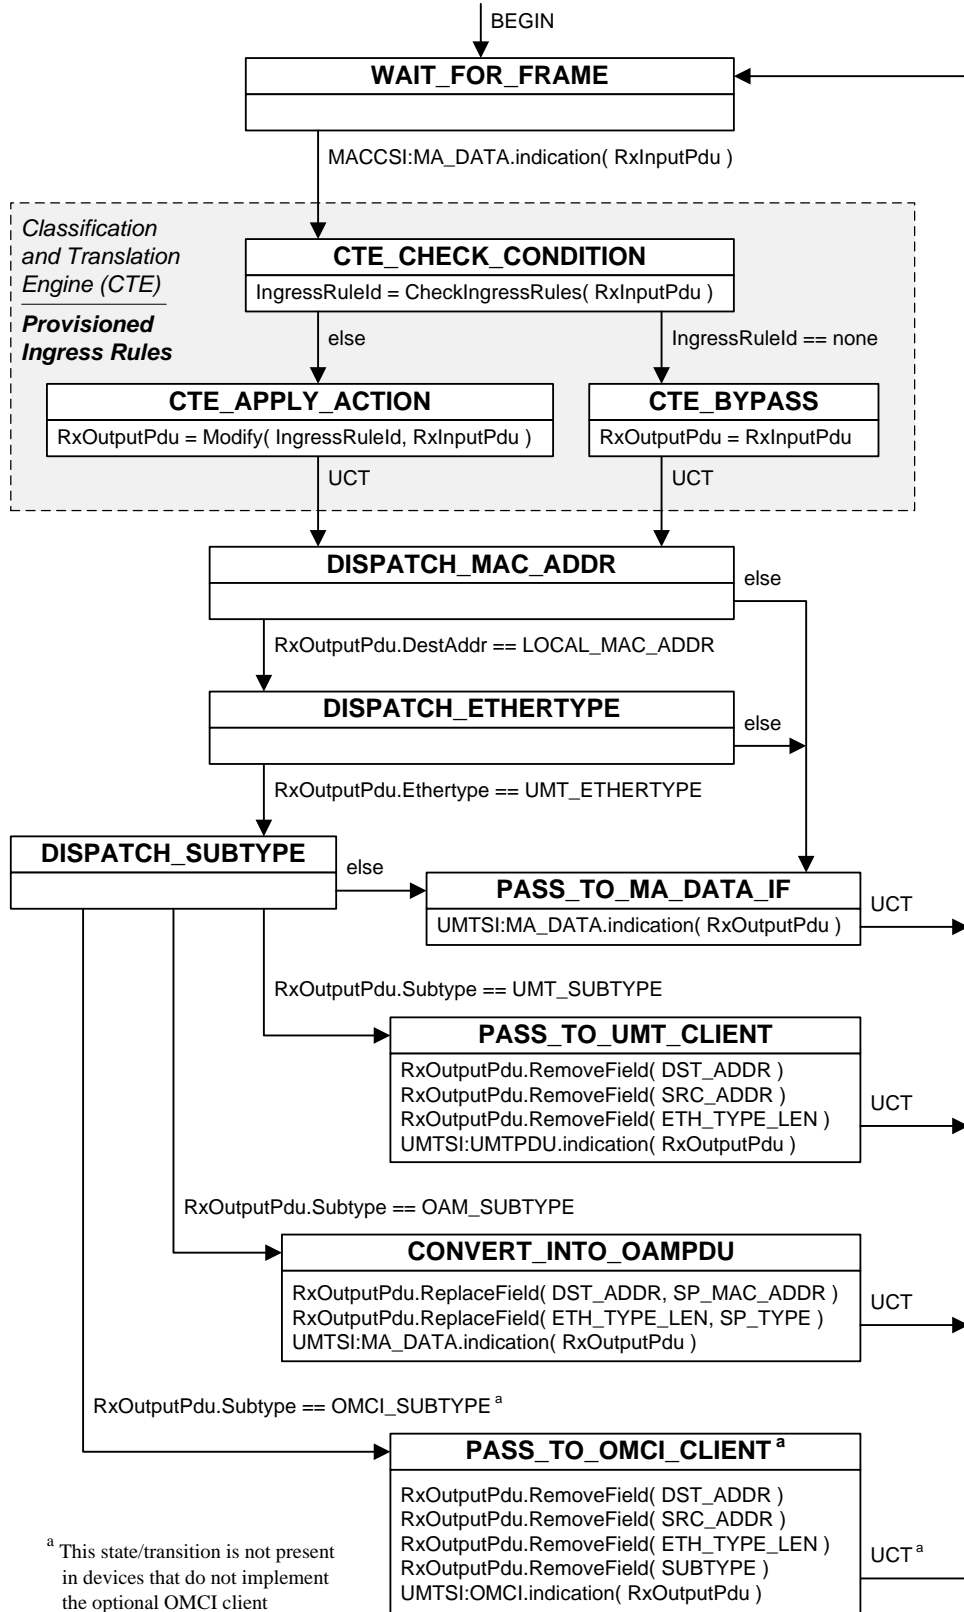 BEGIN
WAIT_FOR_FRAME
MACCSI:MA_DATA.indication( RxInputPdu )
Classification
and Translation
Engine (CTE)
Provisioned
Ingress Rules
CTE_CHECK_CONDITION
IngressRuleId = CheckIngressRules( RxInputPdu )
else
IngressRuleId == none
CTE_APPLY_ACTION
RxOutputPdu = Modify( IngressRuleId, RxInputPdu )
CTE_BYPASS
RxOutputPdu = RxInputPdu
UCT
UCT
DISPATCH_MAC_ADDR
else
RxOutputPdu.DestAddr == LOCAL_MAC_ADDR
DISPATCH_ETHERTYPE
else
RxOutputPdu.Ethertype == UMT_ETHERTYPE
DISPATCH_SUBTYPE
else
PASS_TO_MA_DATA_IF
UMTSI:MA_DATA.indication( RxOutputPdu )
UCT
RxOutputPdu.Subtype == UMT_SUBTYPE
PASS_TO_UMT_CLIENT
RxOutputPdu.RemoveField( DST_ADDR )
RxOutputPdu.RemoveField( SRC_ADDR )
RxOutputPdu.RemoveField( ETH_TYPE_LEN )
UMTSI:UMTPDU.indication( RxOutputPdu )
UCT
RxOutputPdu.Subtype == OAM_SUBTYPE
CONVERT_INTO_OAMPDU
RxOutputPdu.ReplaceField( DST_ADDR, SP_MAC_ADDR )
RxOutputPdu.ReplaceField( ETH_TYPE_LEN, SP_TYPE )
UMTSI:MA_DATA.indication( RxOutputPdu )
UCT
RxOutputPdu.Subtype == OMCI_SUBTYPE a
PASS_TO_OMCI_CLIENT a
RxOutputPdu.RemoveField( DST_ADDR )
RxOutputPdu.RemoveField( SRC_ADDR )
RxOutputPdu.RemoveField( ETH_TYPE_LEN )
RxOutputPdu.RemoveField( SUBTYPE )
UMTSI:OMCI.indication( RxOutputPdu )
UCT a
a This state/transition is not present
in devices that do not implement
the optional OMCI client